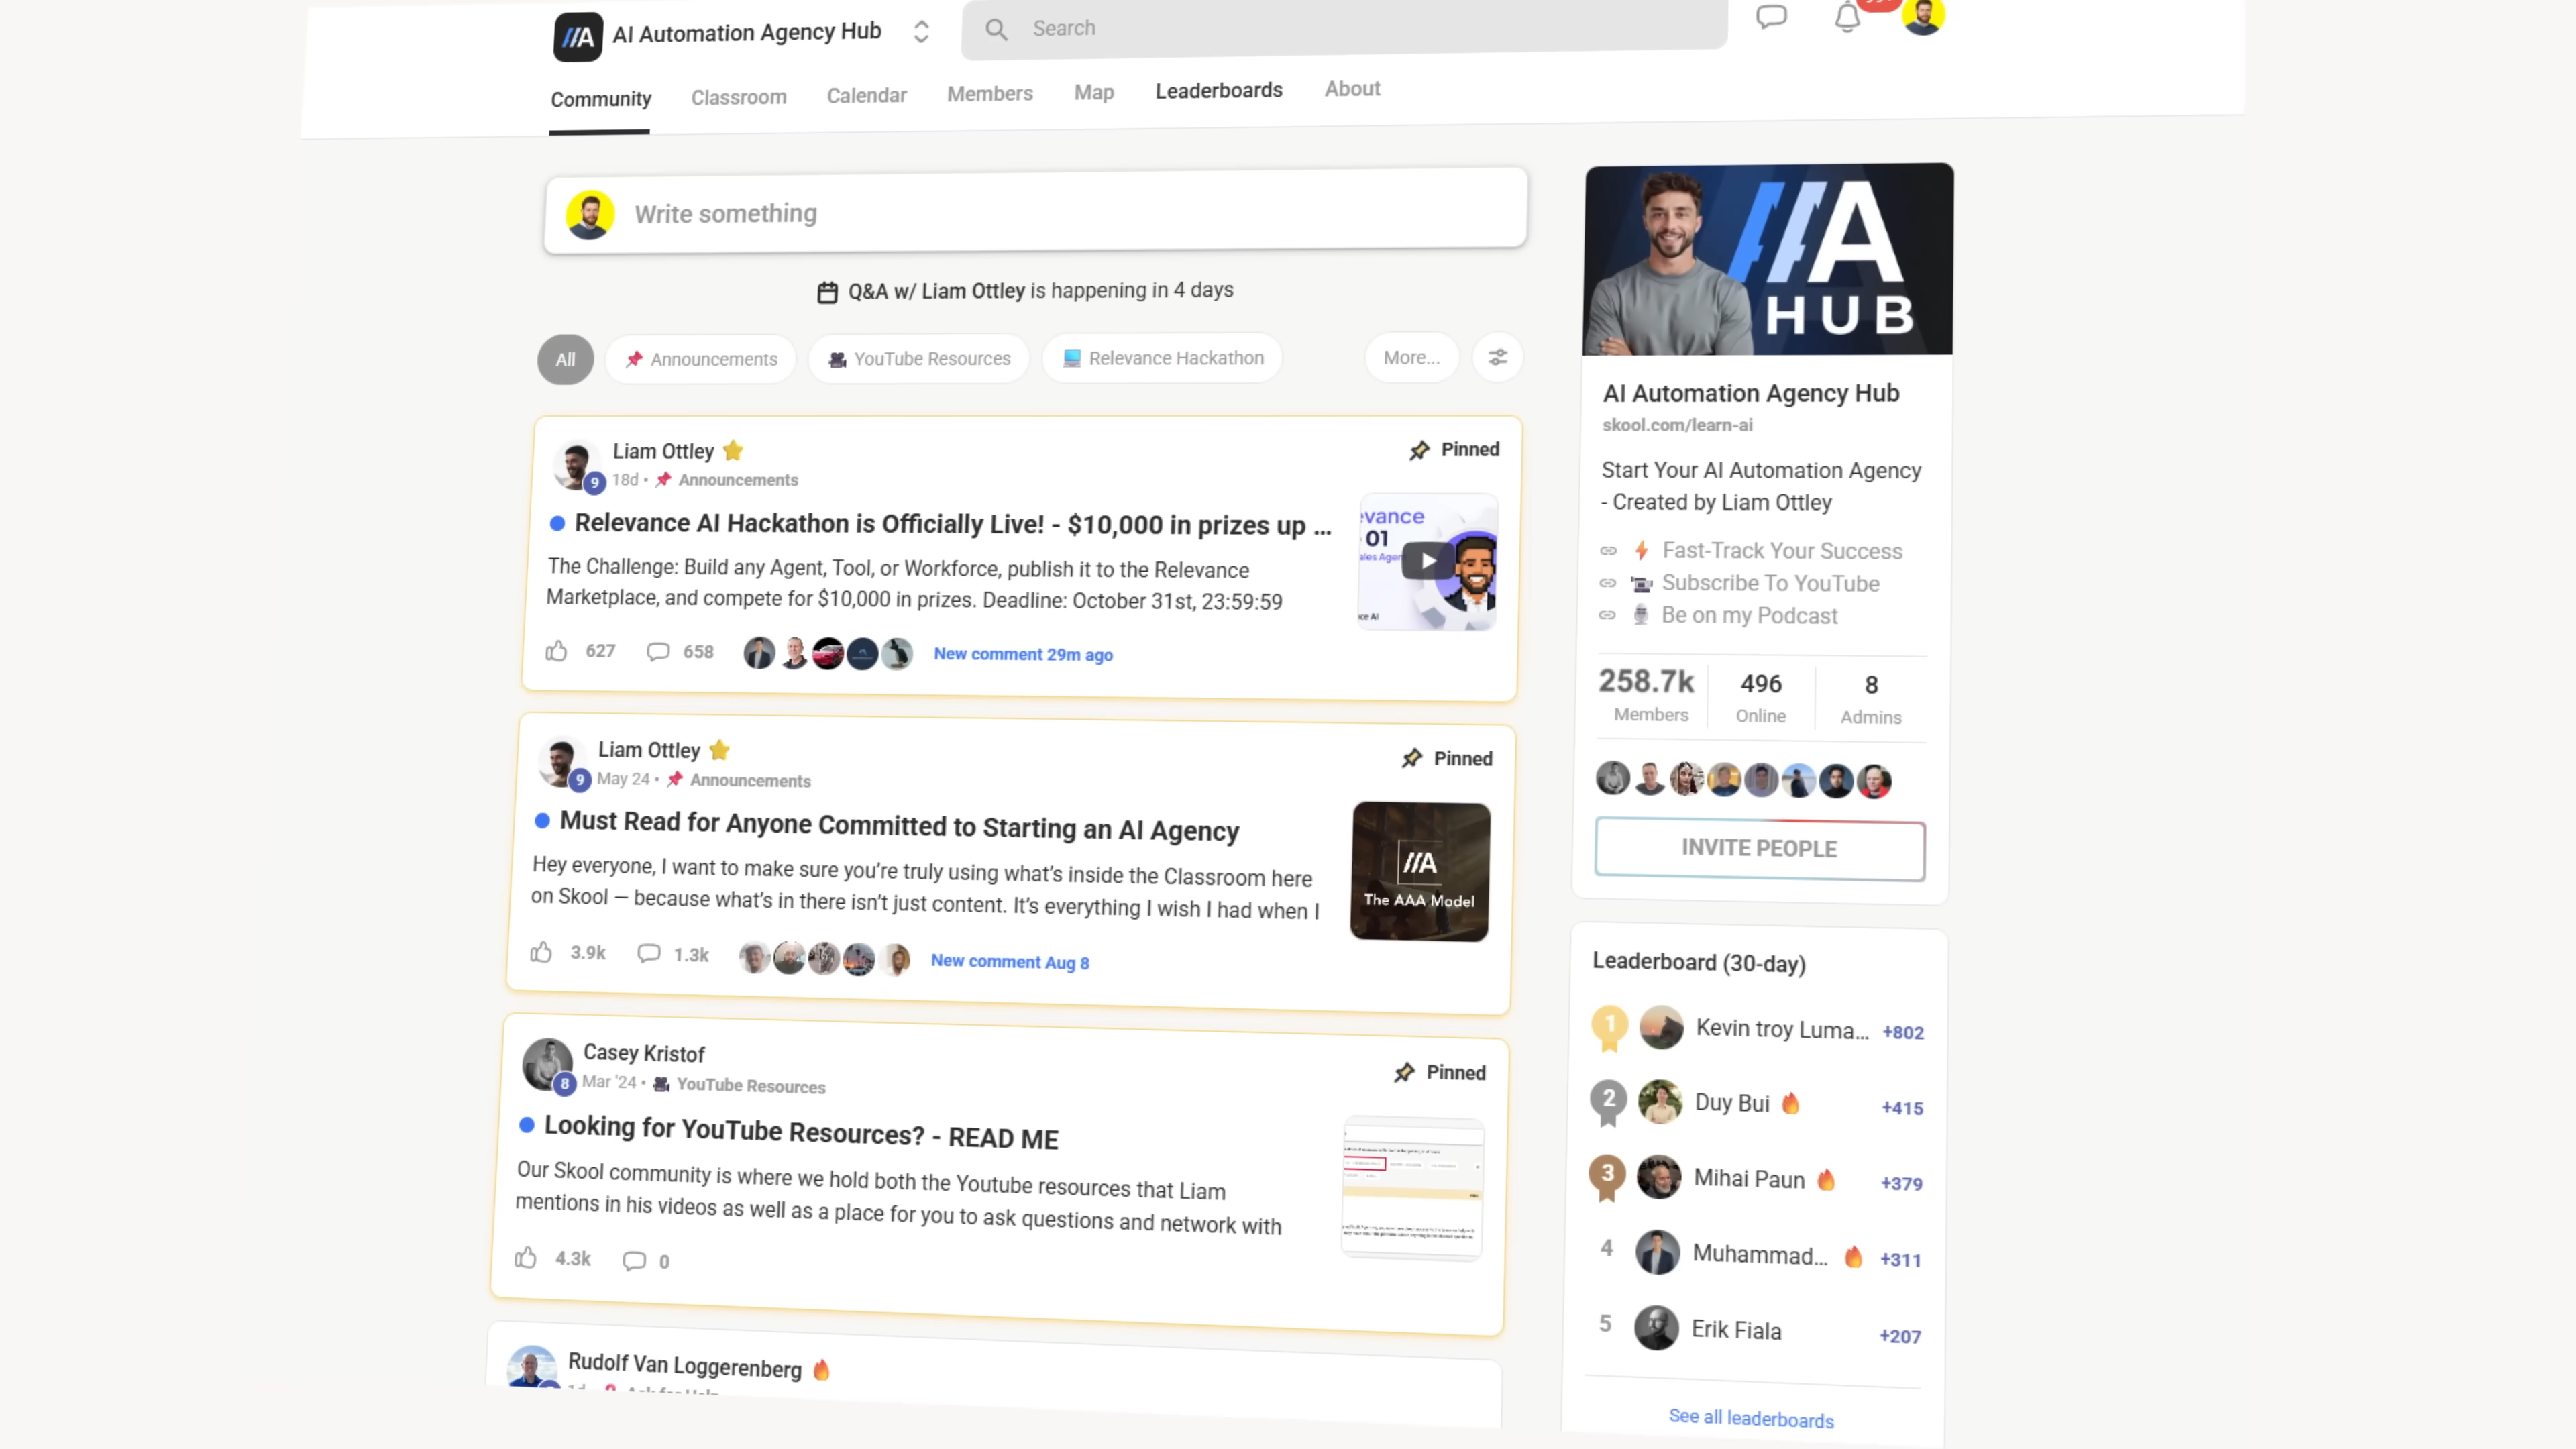 //A AI Automation Agency Hub
Search
Community Classroom Calendar Members Map Leaderboards About
Write something
Q&A w/ Liam Ottley is happening in 4 days
All Announcements YouTube Resources Relevance Hackathon More...
Liam Ottley
Pinned
9 18d • Announcements
Relevance AI Hackathon is Officially Live! - $10,000 in prizes up ...
The Challenge: Build any Agent, Tool, or Workforce, publish it to the Relevance
Marketplace, and compete for $10,000 in prizes. Deadline: October 31st, 23:59:59
evance
01
ales Agen
ce AI
627 658 New comment 29m ago
Liam Ottley
Pinned
9 May 24 • Announcements
Must Read for Anyone Committed to Starting an AI Agency
Hey everyone, I want to make sure you’re truly using what’s inside the Classroom here
on Skool — because what’s in there isn’t just content. It’s everything I wish I had when I
//A
The AAA Model
3.9k 1.3k New comment Aug 8
Casey Kristof
Pinned
8 Mar '24 • YouTube Resources
Looking for YouTube Resources? - READ ME
Our Skool community is where we hold both the Youtube resources that Liam
mentions in his videos as well as a place for you to ask questions and network with
4.3k 0
Rudolf Van Loggerenberg
//A
HUB
AI Automation Agency Hub
skool.com/learn-ai
Start Your AI Automation Agency
- Created by Liam Ottley
Fast-Track Your Success
Subscribe To YouTube
Be on my Podcast
258.7k 496 8
Members Online Admins
INVITE PEOPLE
Leaderboard (30-day)
1 Kevin troy Luma... +802
2 Duy Bui +415
3 Mihai Paun +379
4 Muhammad... +311
5 Erik Fiala +207
See all leaderboards